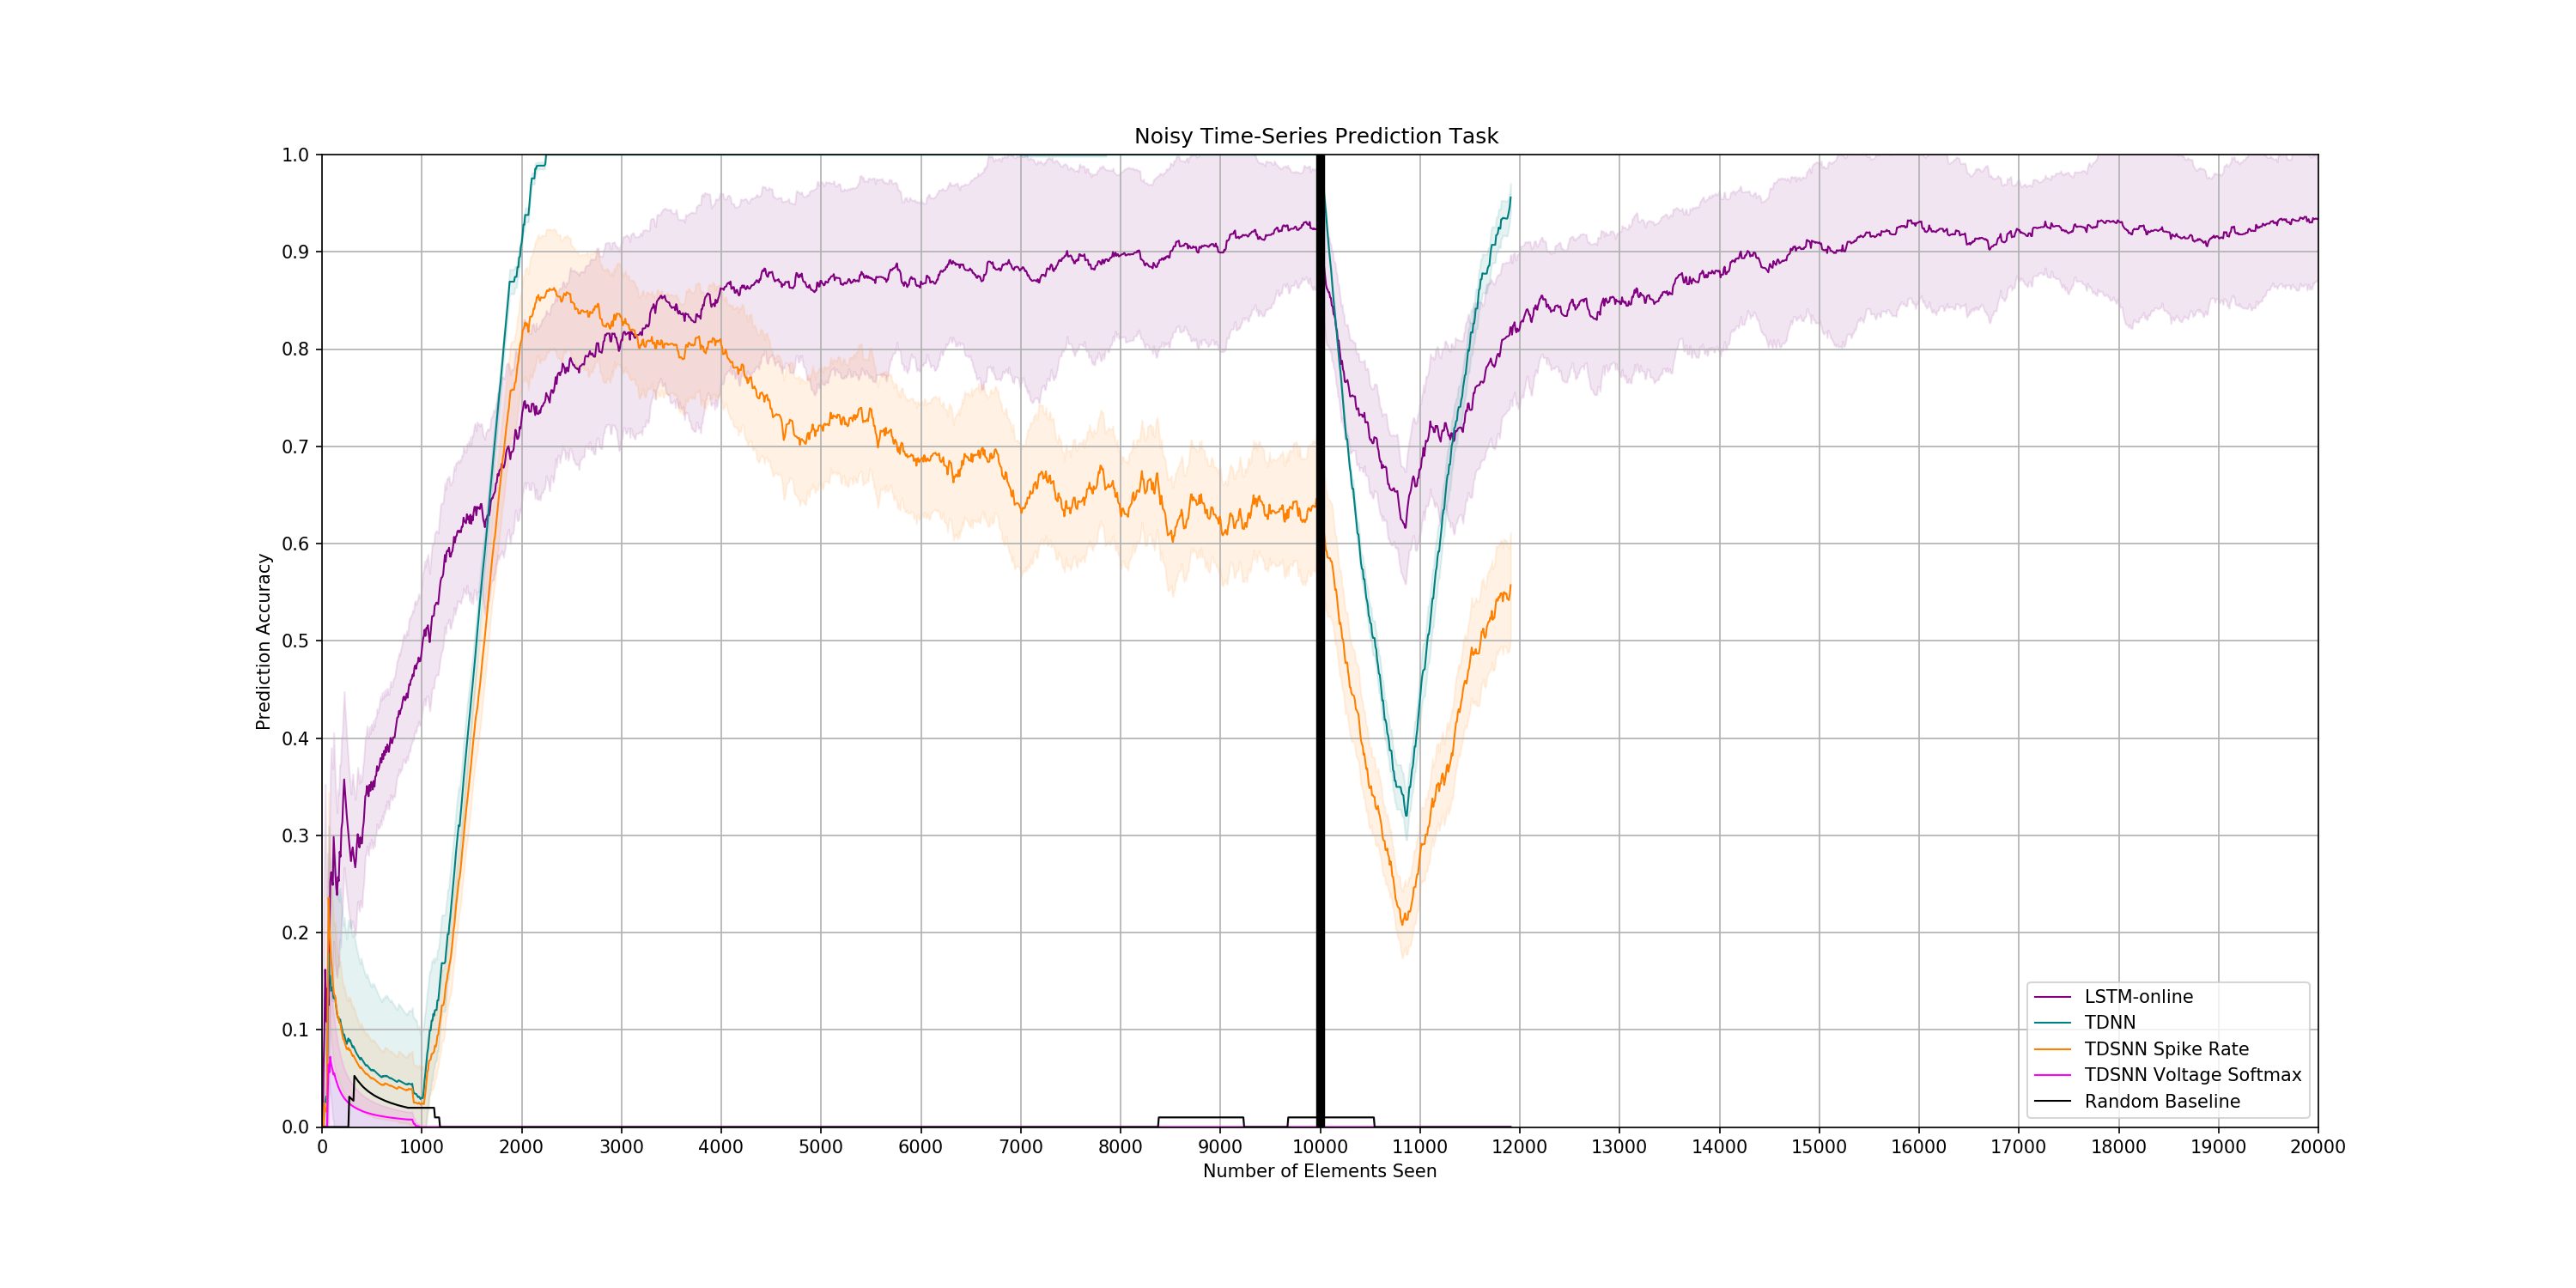 Noisy Time-Series Prediction Task
1.0
0.9
0.8
0.7
0.6
0.5
0.4
0.3
0.2
0.1
0.0
Prediction Accuracy
LSTM-online
TDNN
TDSNN Spike Rate
TDSNN Voltage Softmax
Random Baseline
0 1000 2000 3000 4000 5000 6000 7000 8000 9000 10000 11000 12000 13000 14000 15000 16000 17000 18000 19000 20000
Number of Elements Seen